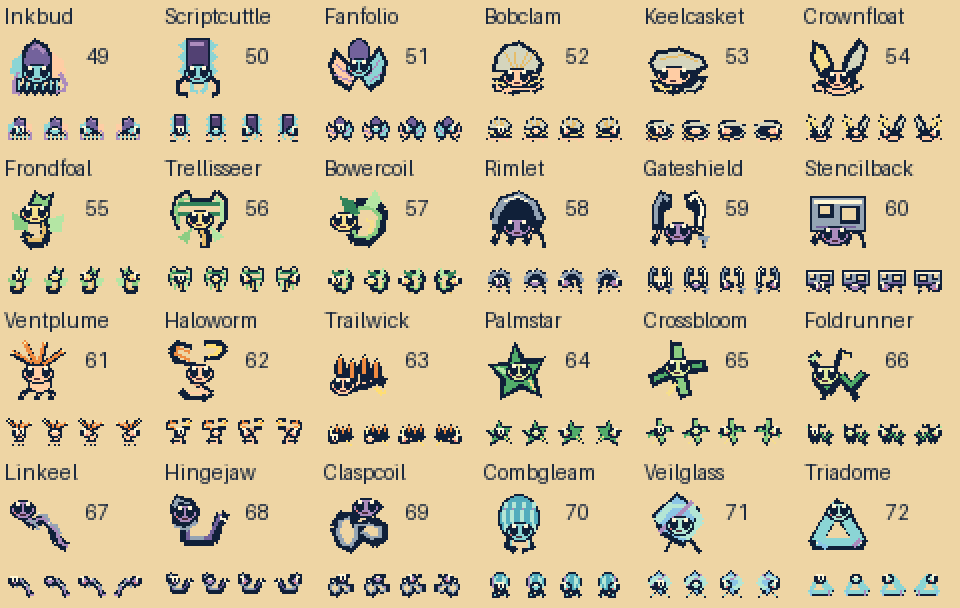 Inkbud Scriptcuttle Fanfolio Bobclam Keelcasket Crownfloat
49 50 51 52 53 54
Frondfoal Trellisseer Bowercoil Rimlet Gateshield Stencilback
55 56 57 58 59 60
Ventplume Haloworm Trailwick Palmstar Crossbloom Foldrunner
61 62 63 64 65 66
Linkeel Hingejaw Claspcoil Combgleam Veilglass Triadome
67 68 69 70 71 72